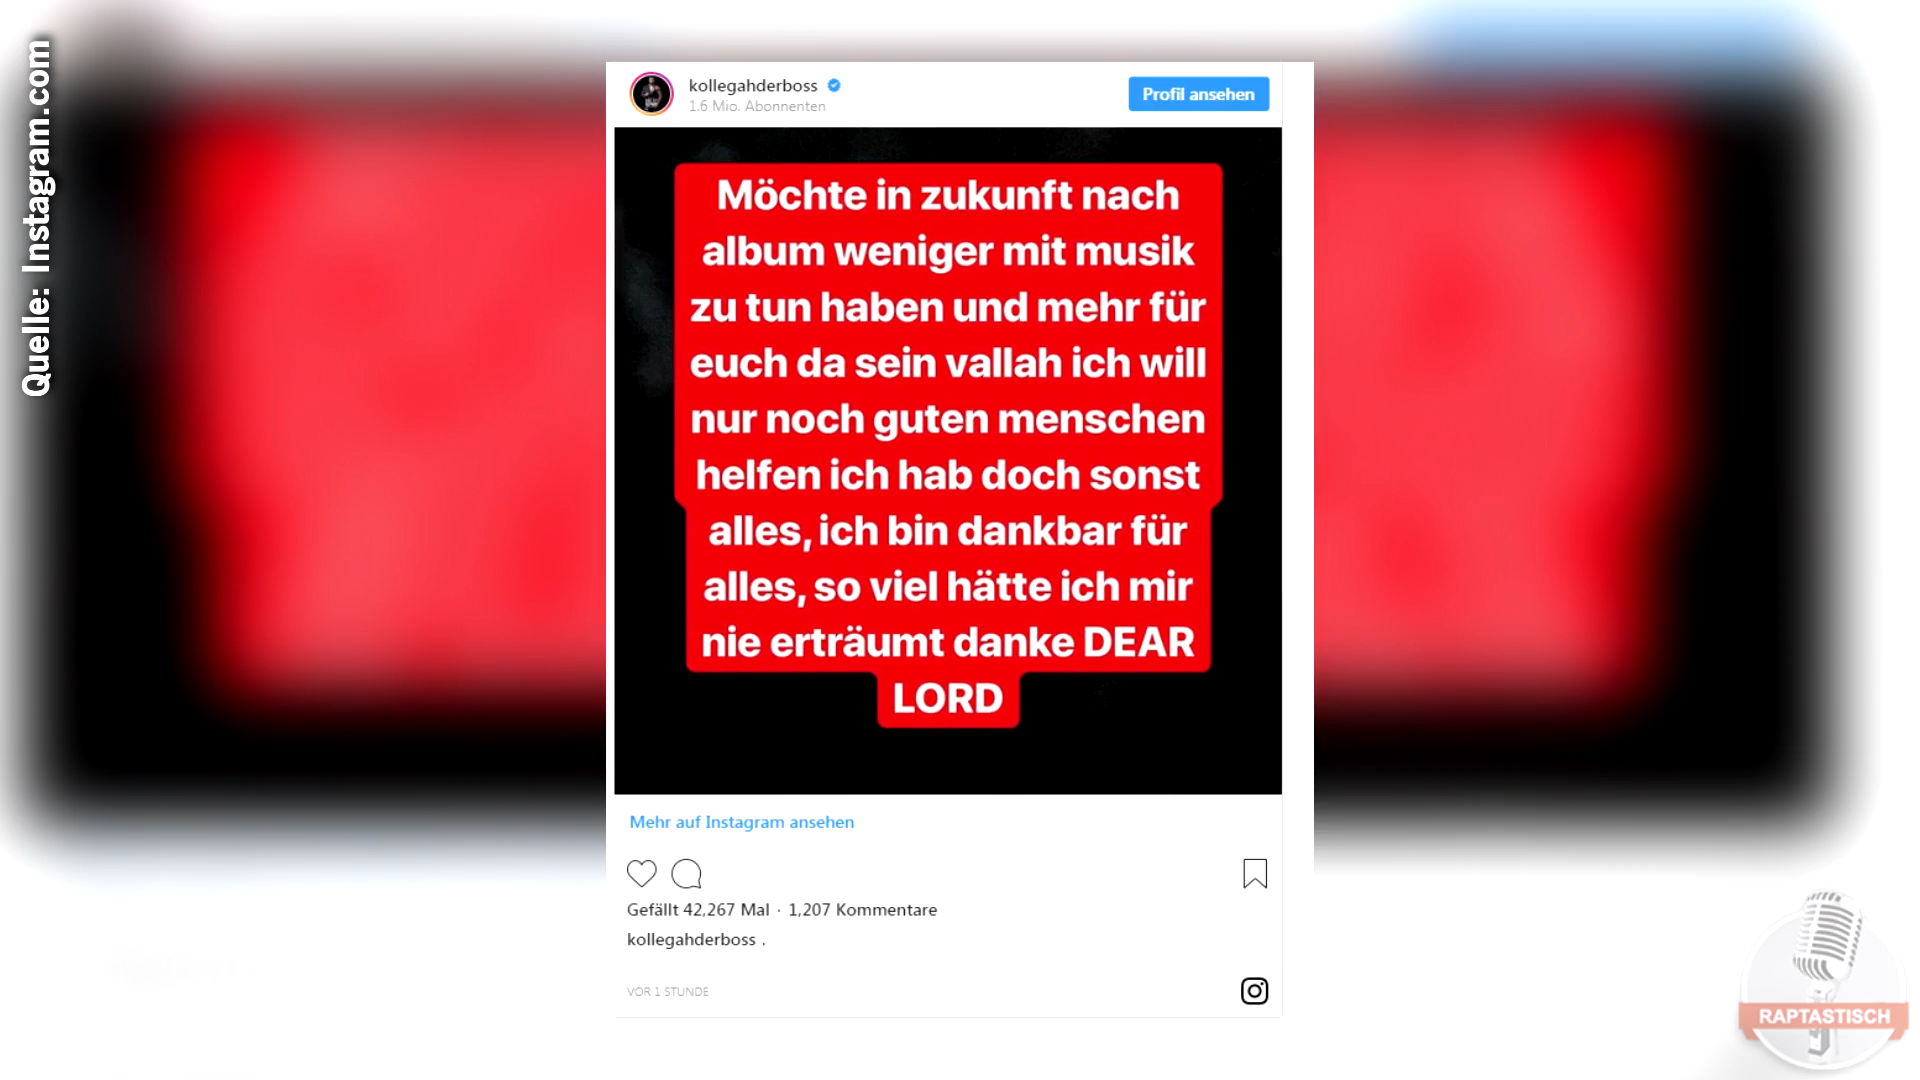 Quelle: Instagram.com
kollegahderboss
1.6 Mio. Abonnenten
Profil ansehen
Möchte in zukunft nach
album weniger mit musik
zu tun haben und mehr für
euch da sein vallah ich will
nur noch guten menschen
helfen ich hab doch sonst
alles, ich bin dankbar für
alles, so viel hätte ich mir
nie erträumt danke DEAR
LORD
Mehr auf Instagram ansehen
Gefällt 42,267 Mal · 1,207 Kommentare
kollegahderboss .
VOR 1 STUNDE
RAPTASTISCH